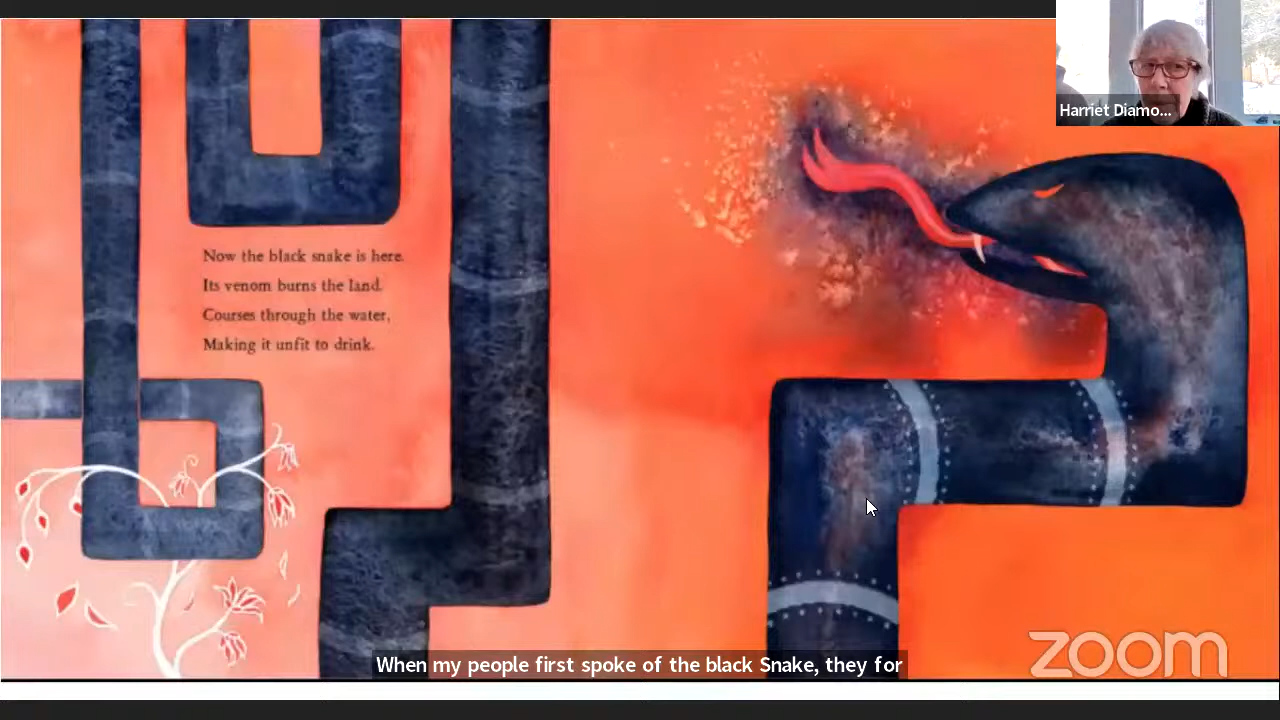 Harriet Diamo...
Now the black snake is here.
Its venom burns the land.
Courses through the water,
Making it unfit to drink.
When my people first spoke of the black Snake, they for
zoom